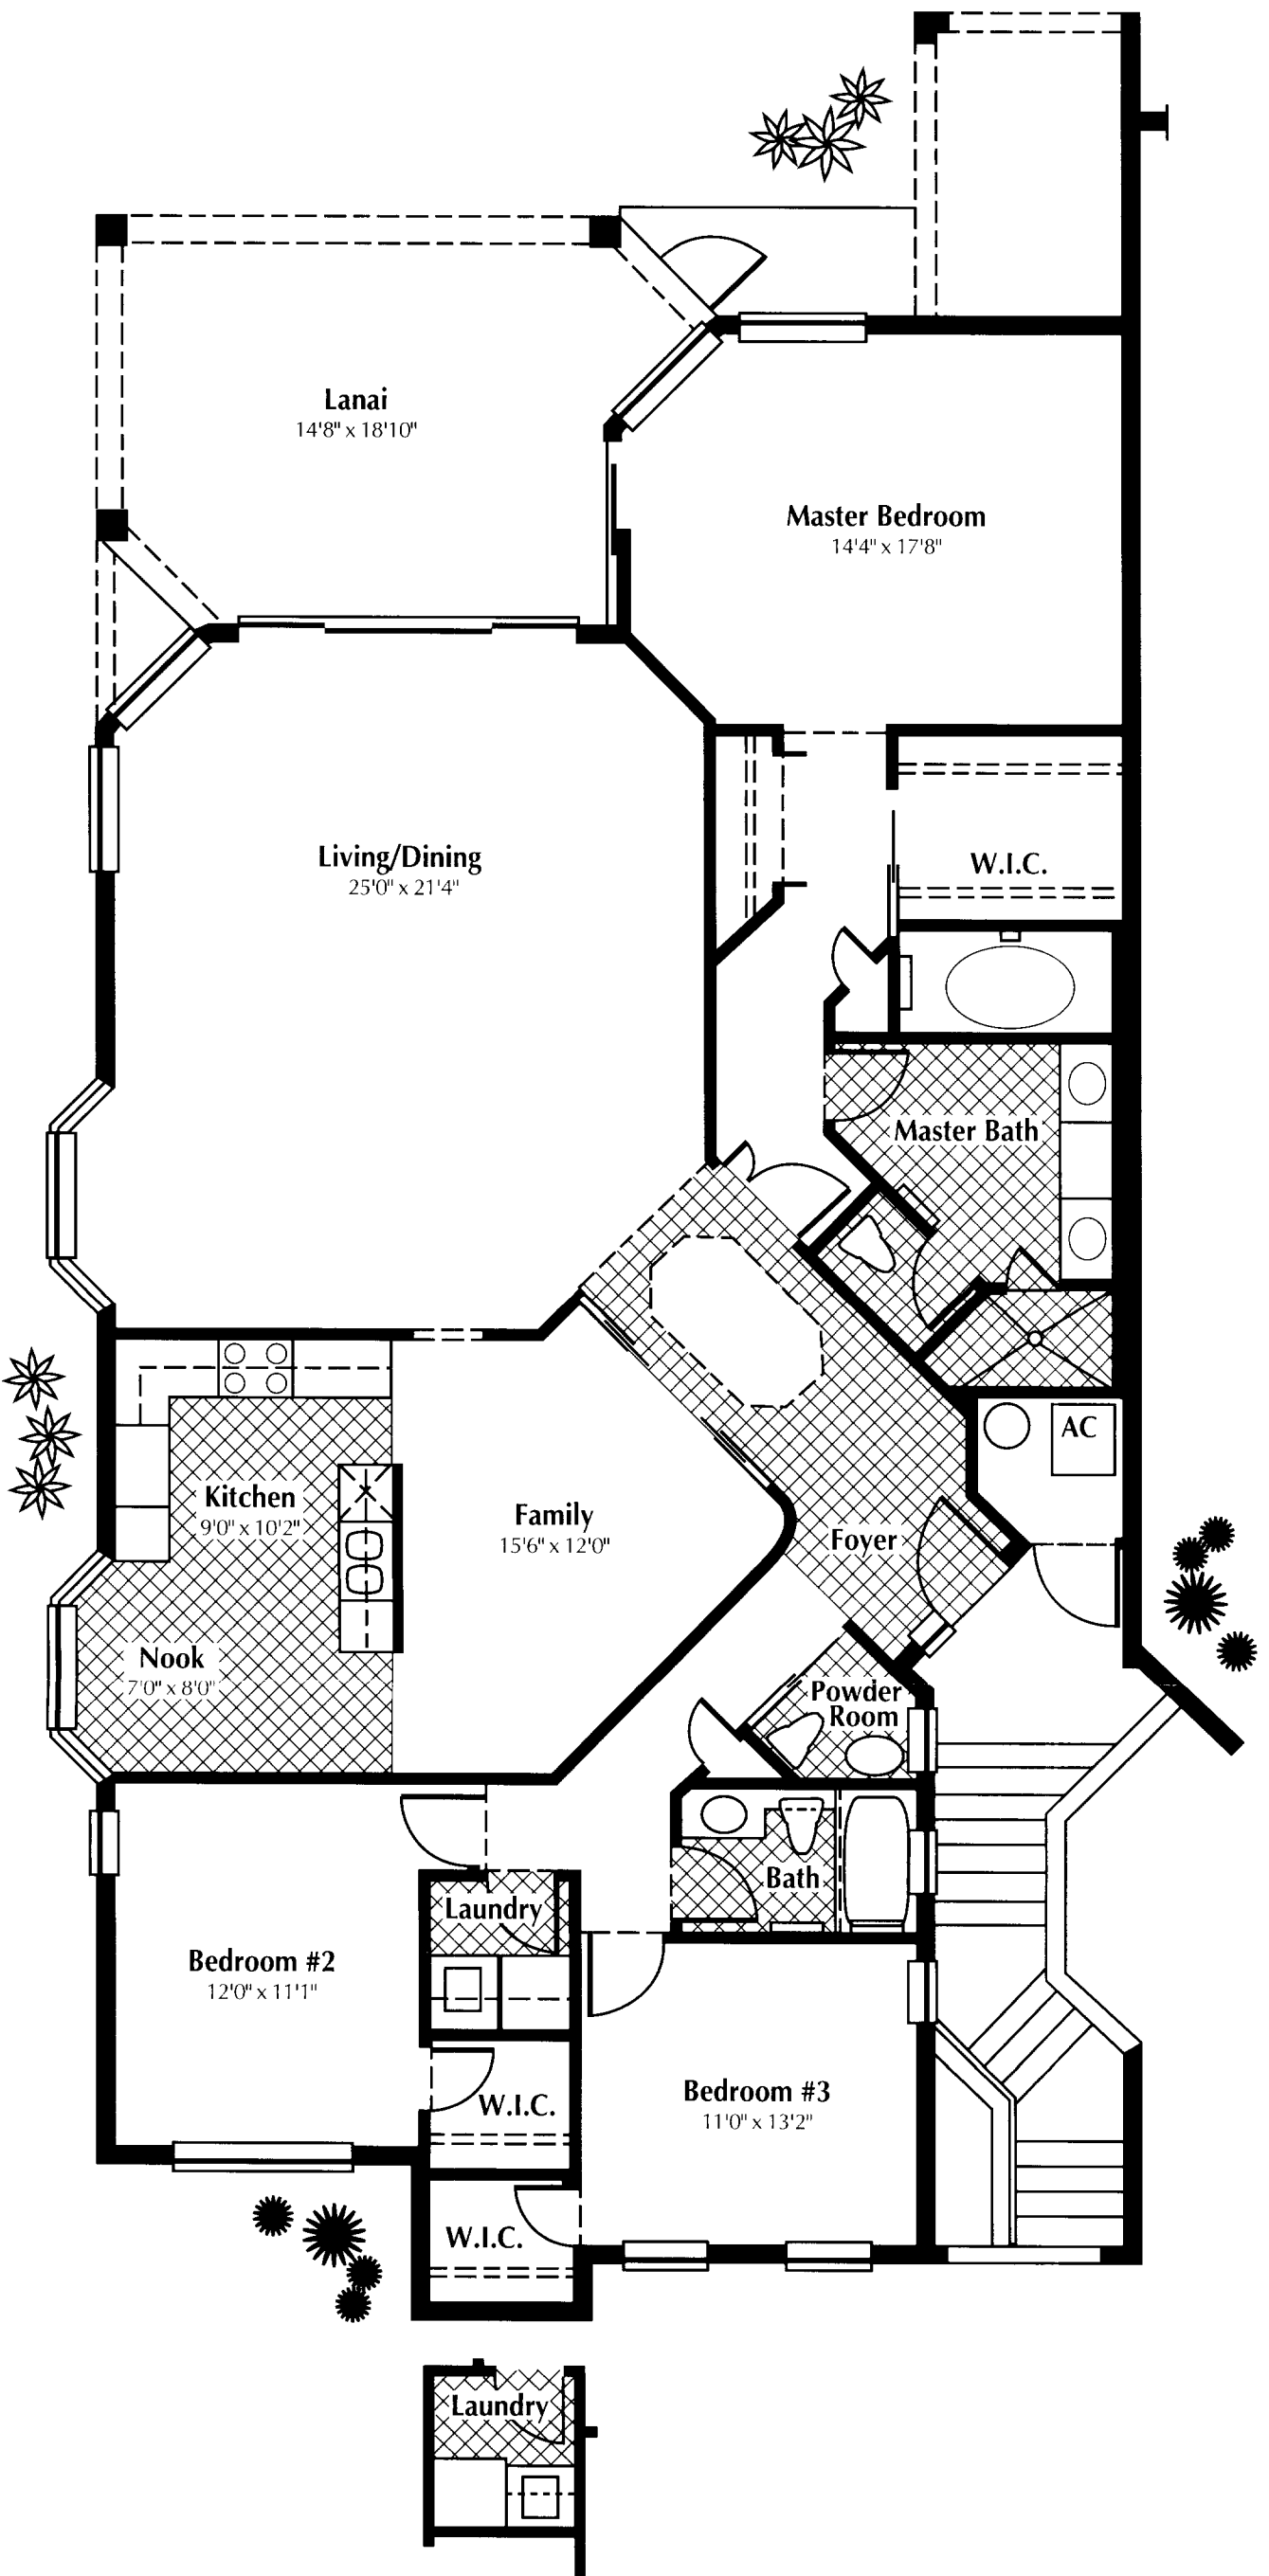 Lanai
14'8" x 18'10"
Master Bedroom
14'4" x 17'8"
Living/Dining
25'0" x 21'4"
W.I.C.
Master Bath
AC
Kitchen
9'0" x 10'2"
Family
15'6" x 12'0"
Foyer
Nook
7'0" x 8'0"
Powder
Room
Bath
Laundry
Bedroom #2
12'0" x 11'1"
W.I.C.
Bedroom #3
11'0" x 13'2"
W.I.C.
Laundry